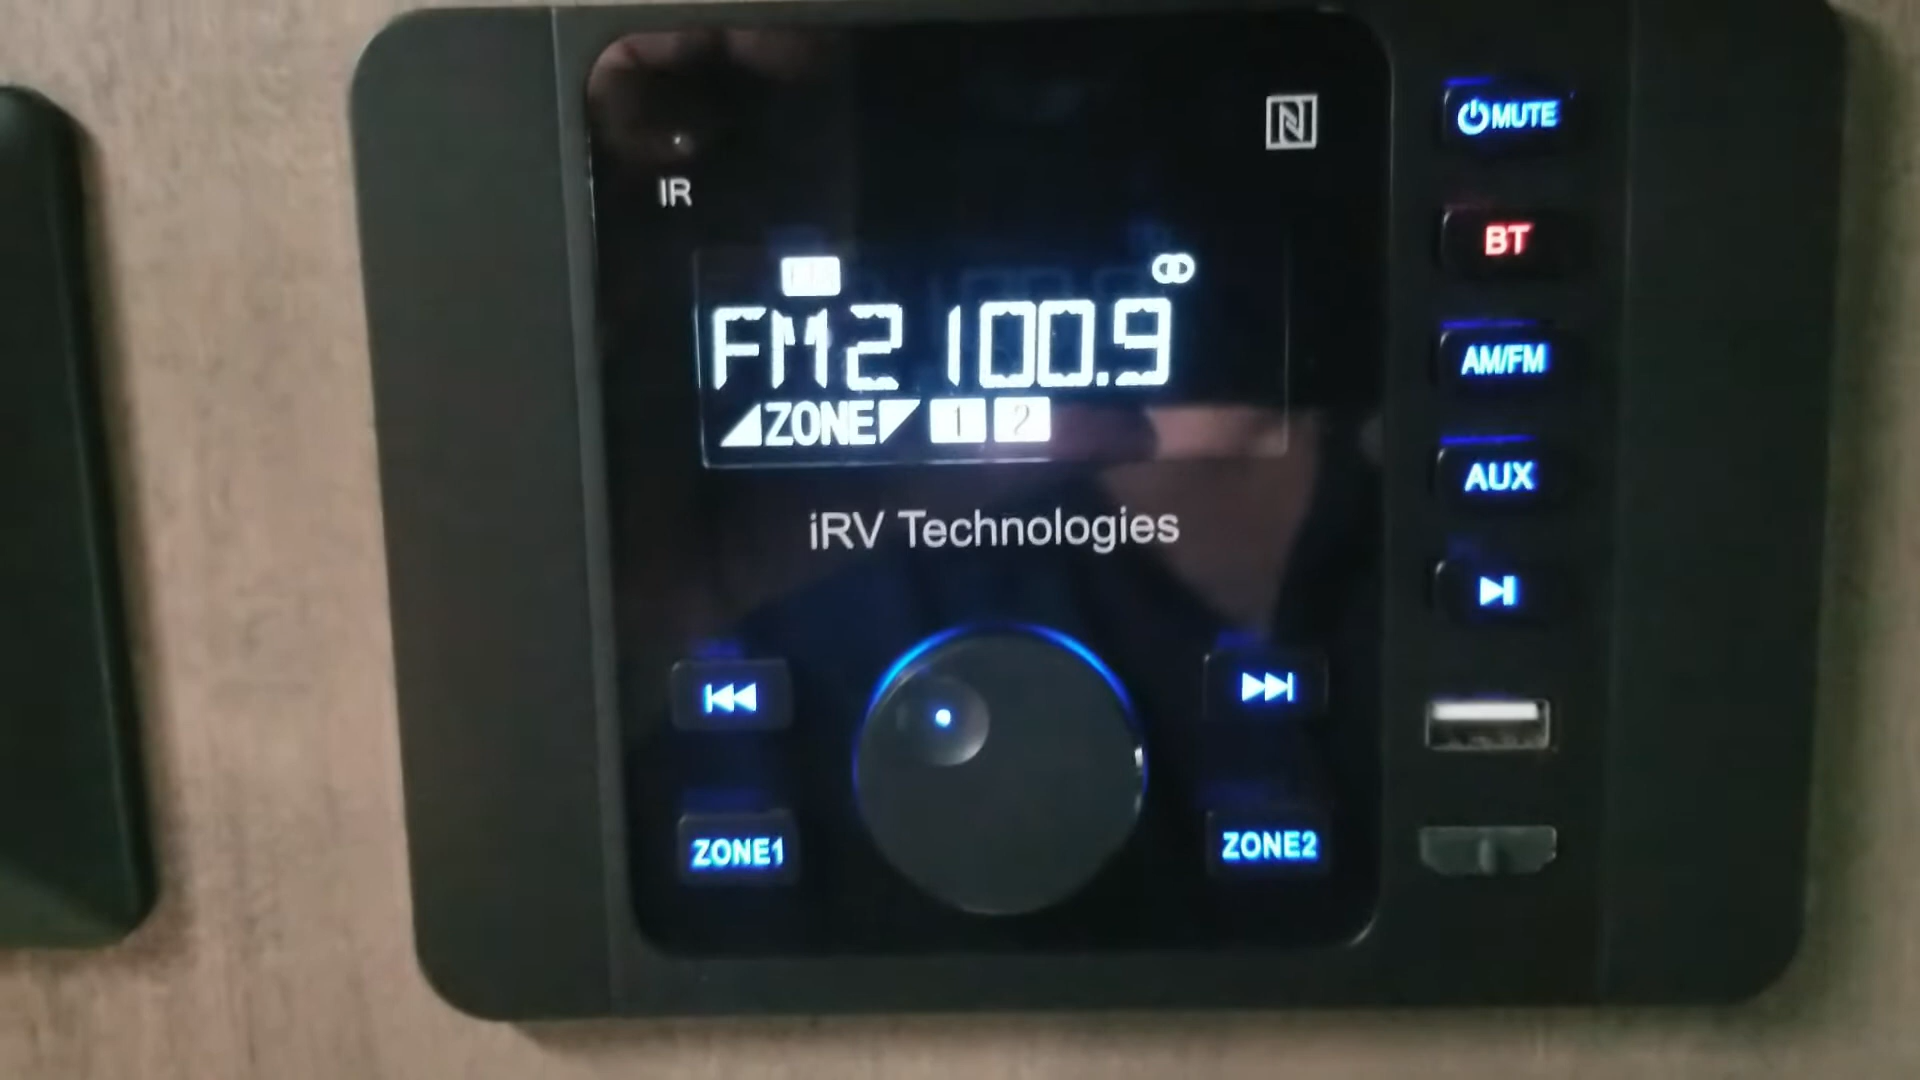 MUTE
IR
BT
FM2 100.9
AM/FM
ZONE 1 2
AUX
iRV Technologies
ZONE1
ZONE2